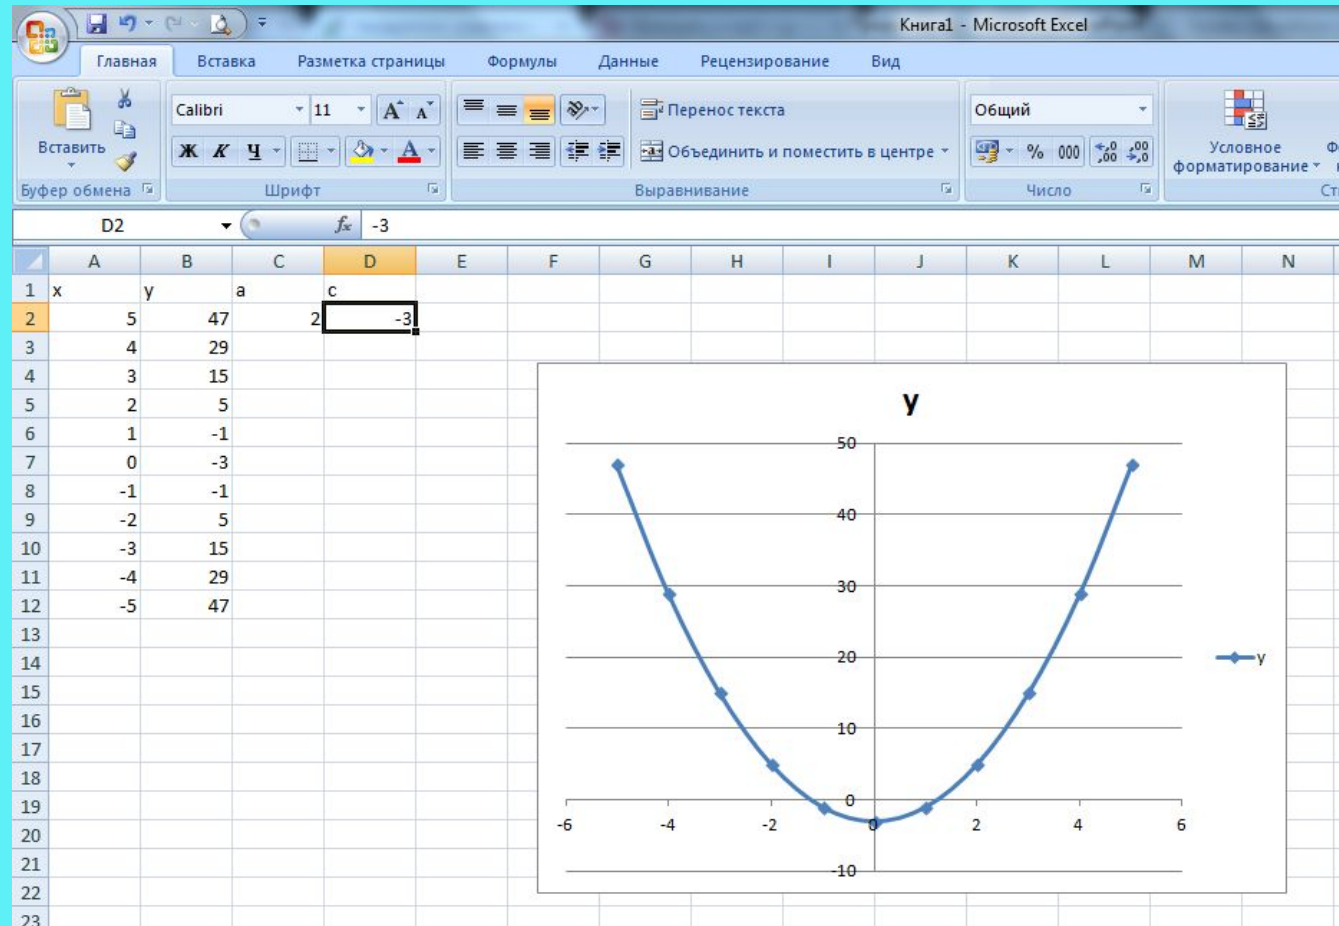 Книга1 - Microsoft Excel
Главная Вставка Разметка страницы Формулы Данные Рецензирование Вид
Calibri 11 A A Перенос текста Общий
Вставить Ж К Ч A Объединить и поместить в центре % 000 ,00 ,00 ,0 Условное форматирование
Буфер обмена Шрифт Выравнивание Число
D2 fx -3
A B C D E F G H I J K L M N
1 x y a c
2 5 47 2 -3
3 4 29
4 3 15
5 2 5
6 1 -1
7 0 -3
8 -1 -1
9 -2 5
10 -3 15
11 -4 29
12 -5 47
13
14
15
16
17
18
19
20
21
22
23
y
50
40
30
20
10
0
-10
-6 -4 -2 0 2 4 6
y